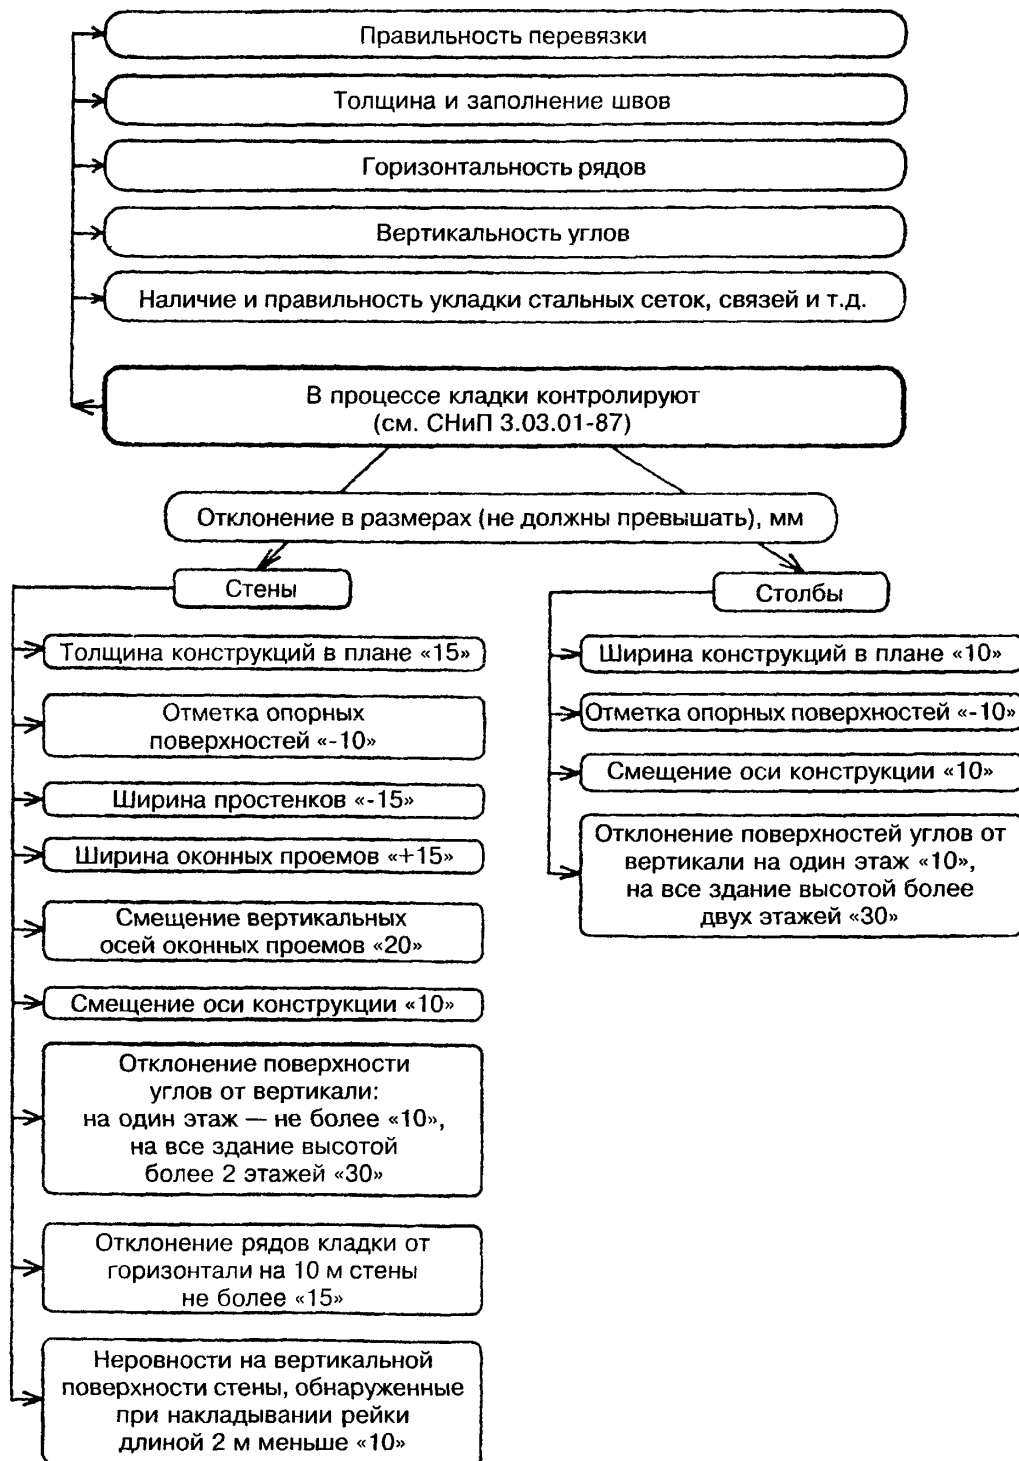 Правильность перевязки
Толщина и заполнение швов
Горизонтальность рядов
Вертикальность углов
Наличие и правильность укладки стальных сеток, связей и т.д.
В процессе кладки контролируют
(см. СНиП 3.03.01-87)
Отклонение в размерах (не должны превышать), мм
Стены
Толщина конструкций в плане «15»
Отметка опорных
поверхностей «-10»
Ширина простенков «-15»
Ширина оконных проемов «+15»
Смещение вертикальных
осей оконных проемов «20»
Смещение оси конструкции «10»
Отклонение поверхности
углов от вертикали:
на один этаж — не более «10»,
на все здание высотой
более 2 этажей «30»
Отклонение рядов кладки от
горизонтали на 10 м стены
не более «15»
Неровности на вертикальной
поверхности стены, обнаруженные
при накладывании рейки
длиной 2 м меньше «10»
Столбы
Ширина конструкций в плане «10»
Отметка опорных поверхностей «-10»
Смещение оси конструкции «10»
Отклонение поверхностей углов от
вертикали на один этаж «10»,
на все здание высотой более
двух этажей «30»